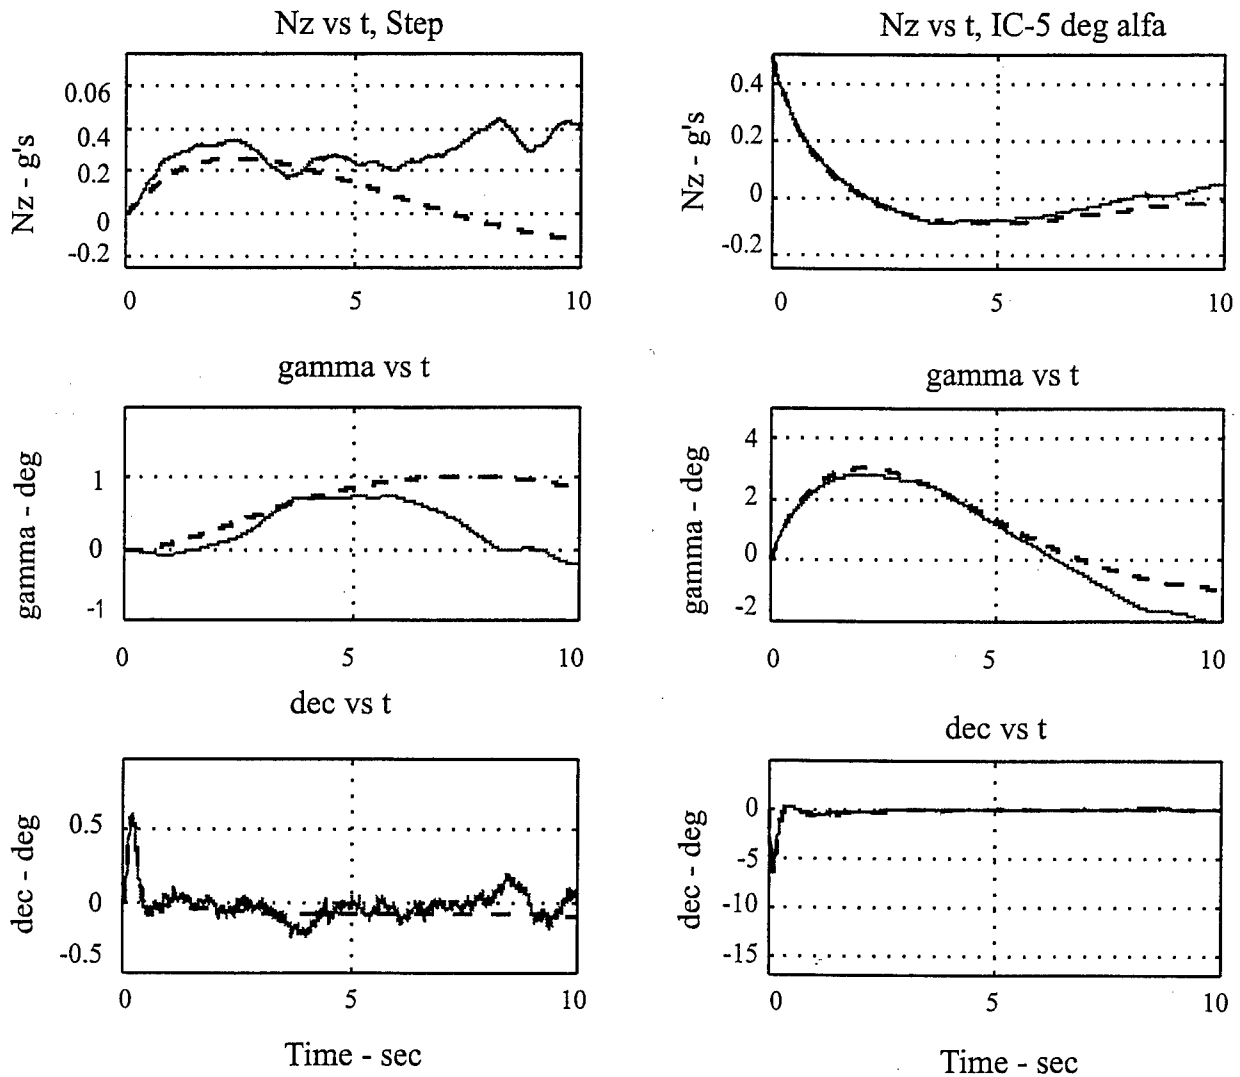 Nz vs t, Step
Nz - g's
0.06
0.4
0.2
0
-0.2
0 5 10
Nz vs t, IC-5 deg alfa
Nz - g's
0.4
0.2
0
-0.2
0 5 10
gamma vs t
gamma - deg
1
0
-1
0 5 10
gamma vs t
gamma - deg
4
2
0
-2
0 5 10
dec vs t
dec - deg
0.5
0
-0.5
0 5 10
Time - sec
dec vs t
dec - deg
0
-5
-10
-15
0 5 10
Time - sec